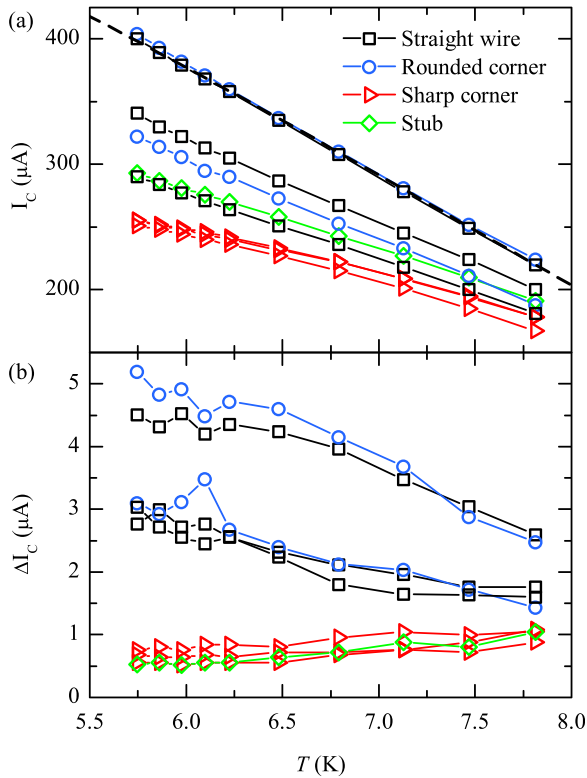 (a)
400
Straight wire
Rounded corner
Sharp corner
Stub
I_C (μA)
300
200
(b)
5
4
3
ΔI_C (μA)
2
1
0
5.5 6.0 6.5 7.0 7.5 8.0
T (K)